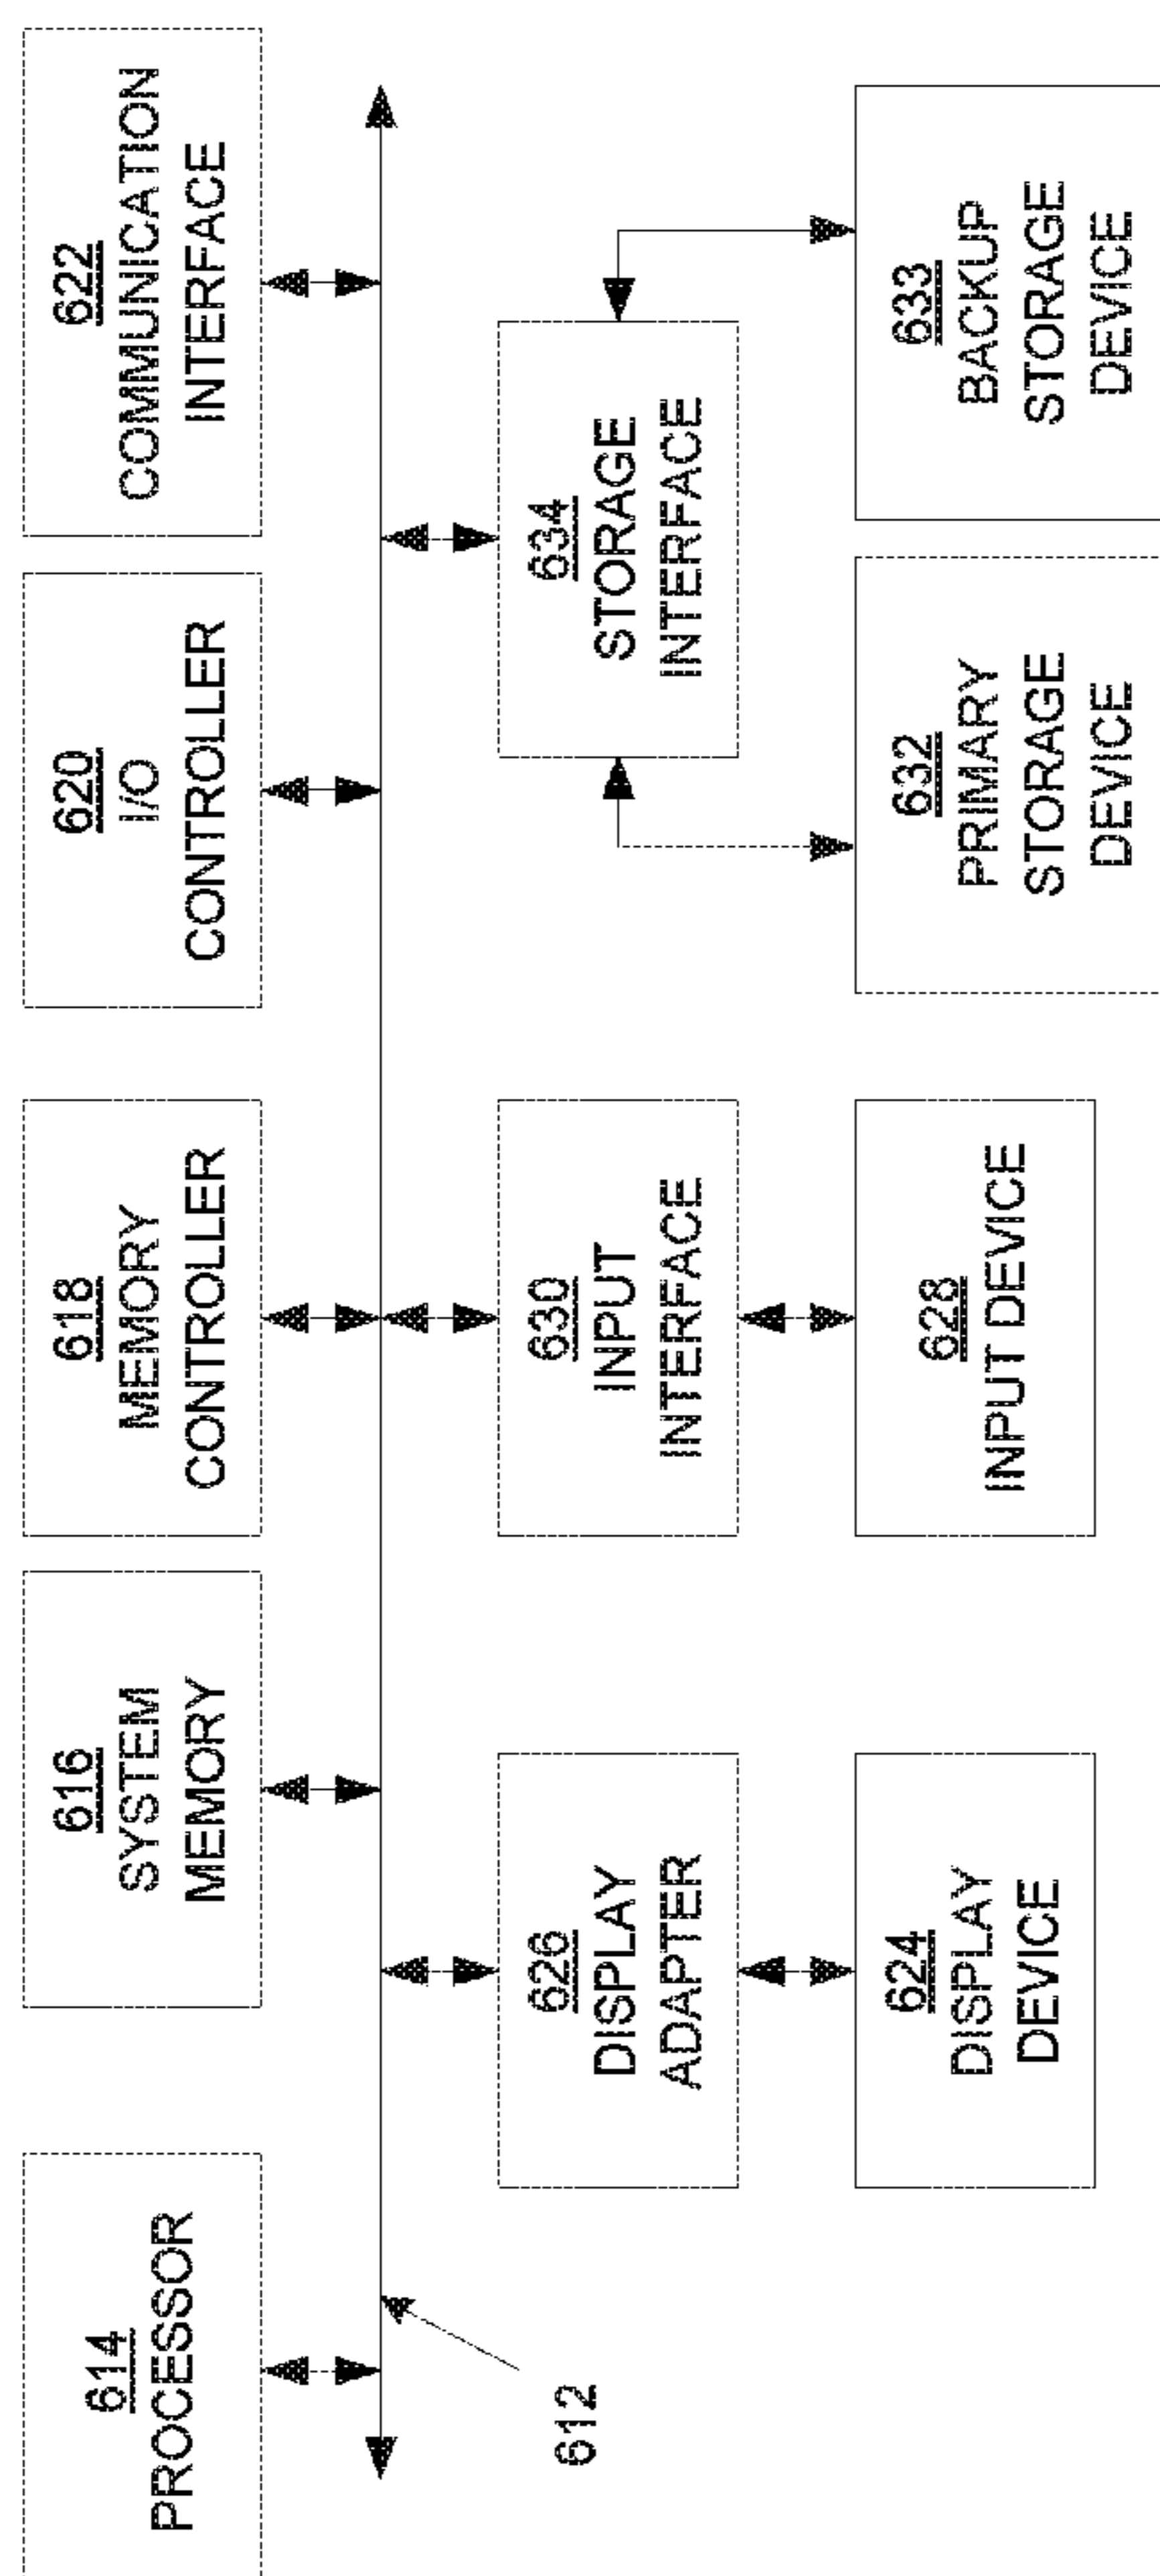 614
PROCESSOR
616
SYSTEM
MEMORY
618
MEMORY
CONTROLLER
620
I/O
CONTROLLER
622
COMMUNICATION
INTERFACE
612
626
DISPLAY
ADAPTER
630
INPUT
INTERFACE
634
STORAGE
INTERFACE
624
DISPLAY
DEVICE
628
INPUT DEVICE
632
PRIMARY
STORAGE
DEVICE
633
BACKUP
STORAGE
DEVICE